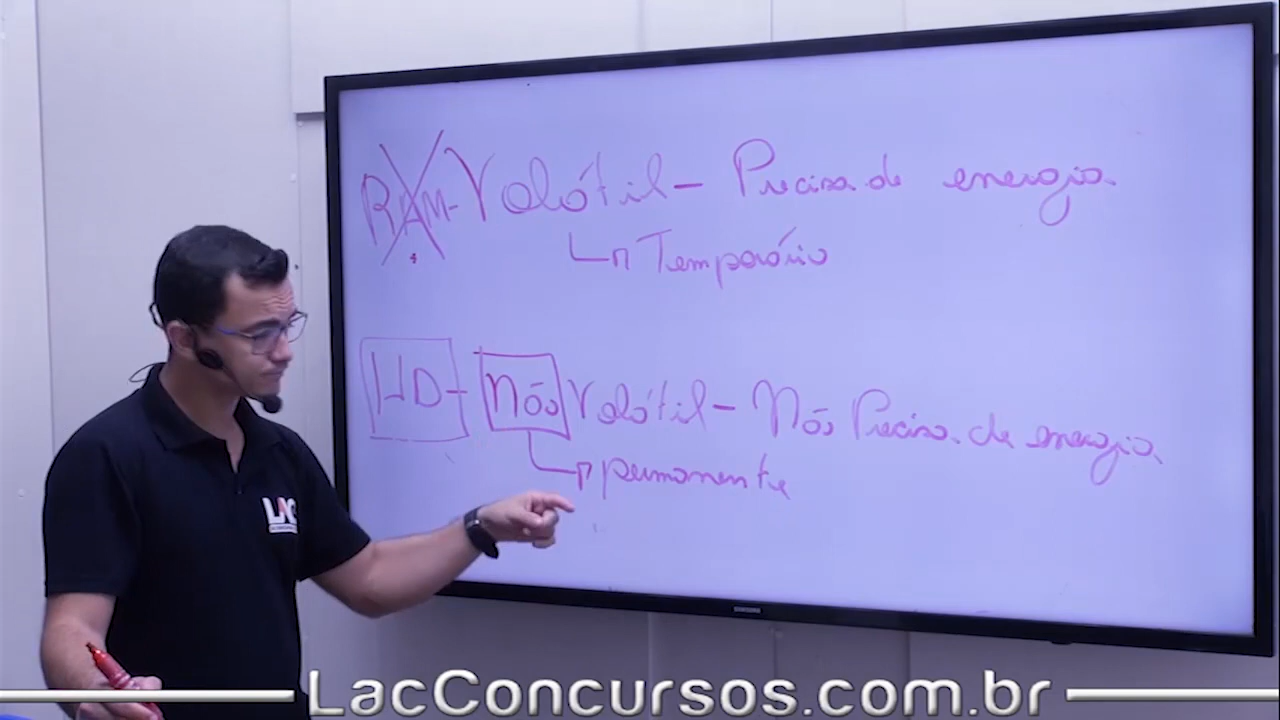 RAM - Volátil - Precisa de energia
Temporário
HD - Não Volátil - Não Precisa de energia
permanente
LAC
SAMSUNG
LacConcursos.com.br